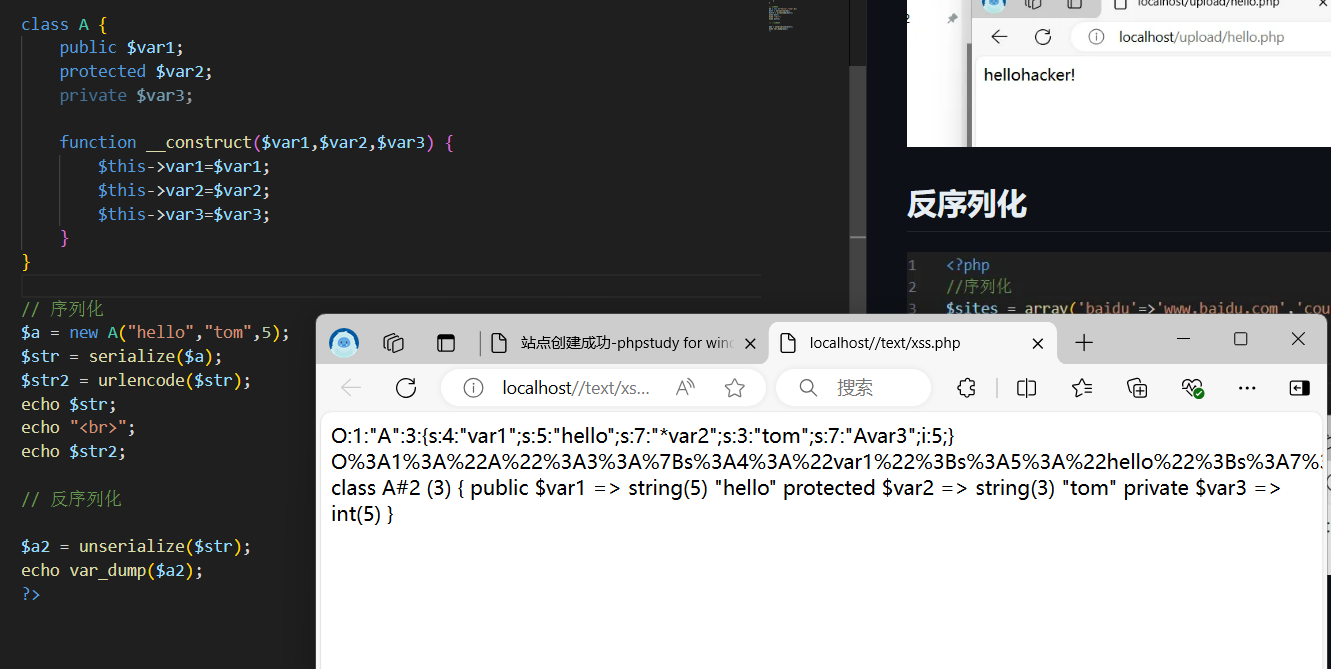 class A {
public $var1;
protected $var2;
private $var3;
function __construct($var1,$var2,$var3) {
$this->var1=$var1;
$this->var2=$var2;
$this->var3=$var3;
}
}
// 序列化
$a = new A("hello","tom",5);
$str = serialize($a);
$str2 = urlencode($str);
echo $str;
echo "<br>";
echo $str2;
// 反序列化
$a2 = unserialize($str);
echo var_dump($a2);
?>
localhost/upload/hello.php
localhost/upload/hello.php
hellohacker!
反序列化
1 <?php
2 //序列化
3 $sites = array('baidu'=>'www.baidu.com','cou
站点创建成功-phpstudy for win
localhost//text/xss.php
localhost//text/xs...
搜索
O:1:"A":3:{s:4:"var1";s:5:"hello";s:7:"*var2";s:3:"tom";s:7:"Avar3";i:5;}
O%3A1%3A%22A%22%3A3%3A%7Bs%3A4%3A%22var1%22%3Bs%3A5%3A%22hello%22%3Bs%3A7%
class A#2 (3) { public $var1 => string(5) "hello" protected $var2 => string(3) "tom" private $var3 =>
int(5) }